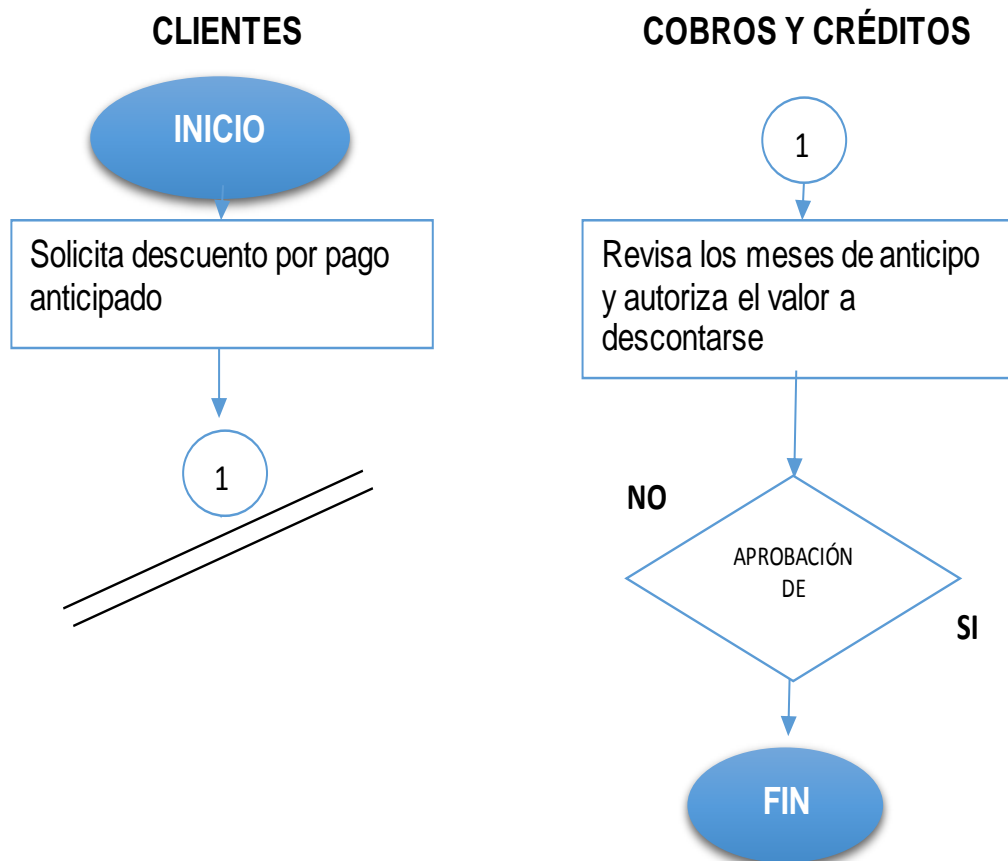 CLIENTES
INICIO
Solicita descuento por pago
anticipado
1
COBROS Y CRÉDITOS
1
Revisa los meses de anticipo
y autoriza el valor a
descontarse
NO
APROBACIÓN
DE
SI
FIN